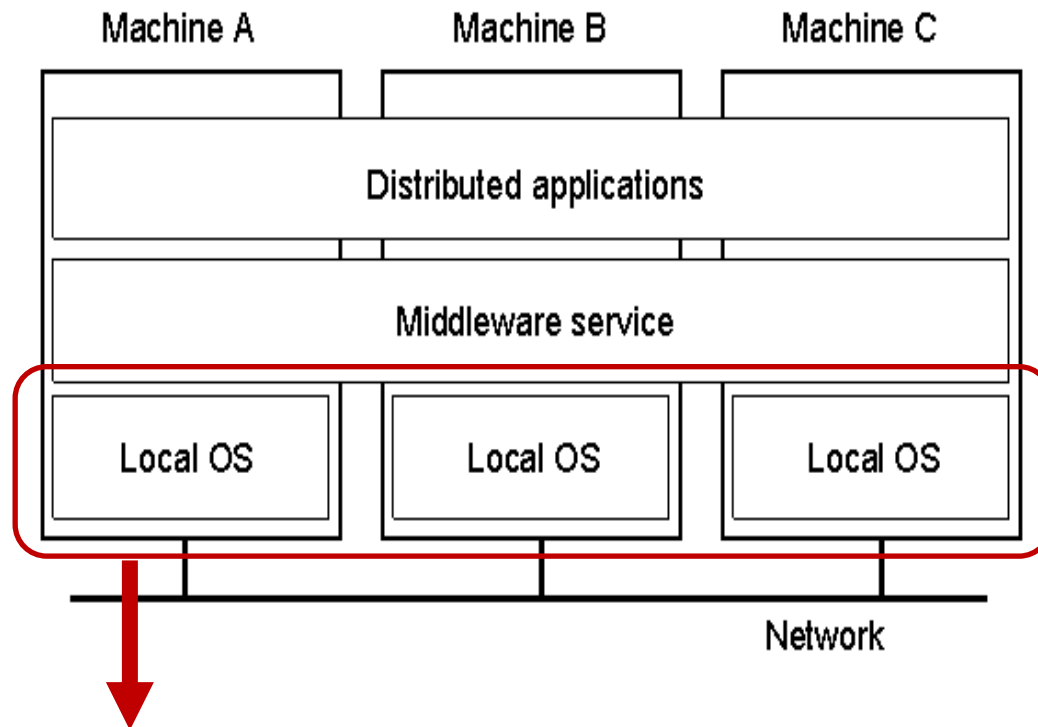 Machine A Machine B Machine C
Distributed applications
Middleware service
Local OS Local OS Local OS
Network